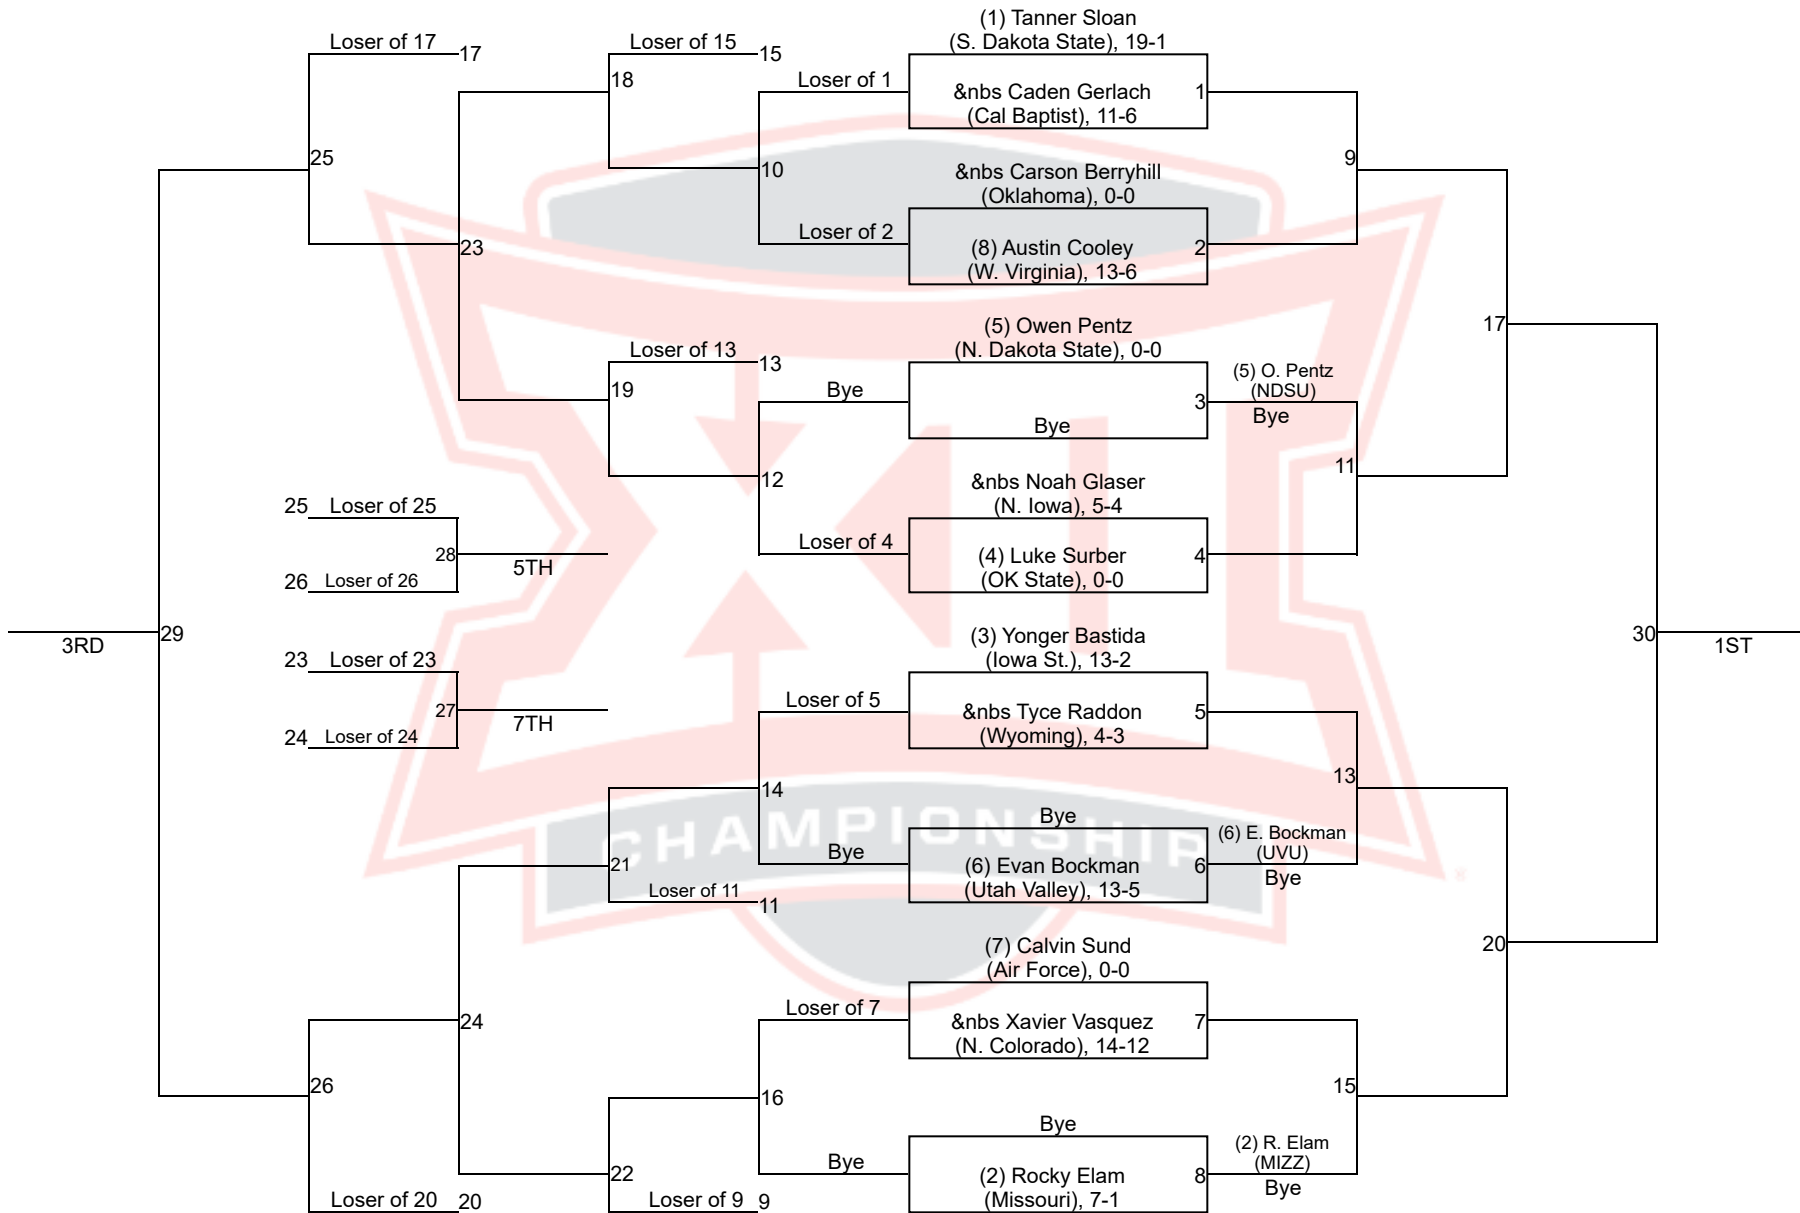 (1) Tanner Sloan
(S. Dakota State), 19-1
Loser of 17
17
Loser of 15
15
18
Loser of 1
&nbs Caden Gerlach
1
(Cal Baptist), 11-6
25
9
10
&nbs Carson Berryhill
(Oklahoma), 0-0
Loser of 2
23
(8) Austin Cooley
2
(W. Virginia), 13-6
17
(5) Owen Pentz
(N. Dakota State), 0-0
Loser of 13
13
19
Bye
3
(5) O. Pentz
(NDSU)
Bye
Bye
11
12
&nbs Noah Glaser
(N. Iowa), 5-4
25
Loser of 25
Loser of 4
28
5TH
(4) Luke Surber
4
(OK State), 0-0
26
Loser of 26
3RD
29
30
1ST
(3) Yonger Bastida
(Iowa St.), 13-2
23
Loser of 23
27
7TH
Loser of 5
&nbs Tyce Raddon
5
(Wyoming), 4-3
24
Loser of 24
13
14
Bye
CHAMPIONSHIP
Bye
(6) Evan Bockman
6
(Utah Valley), 13-5
(6) E. Bockman
(UVU)
Bye
21
Loser of 11
11
20
(7) Calvin Sund
(Air Force), 0-0
Loser of 7
24
&nbs Xavier Vasquez
7
(N. Colorado), 14-12
26
15
16
Bye
Bye
(2) Rocky Elam
8
(Missouri), 7-1
(2) R. Elam
(MIZZ)
Bye
22
Loser of 20
20
Loser of 9
9
XII
®